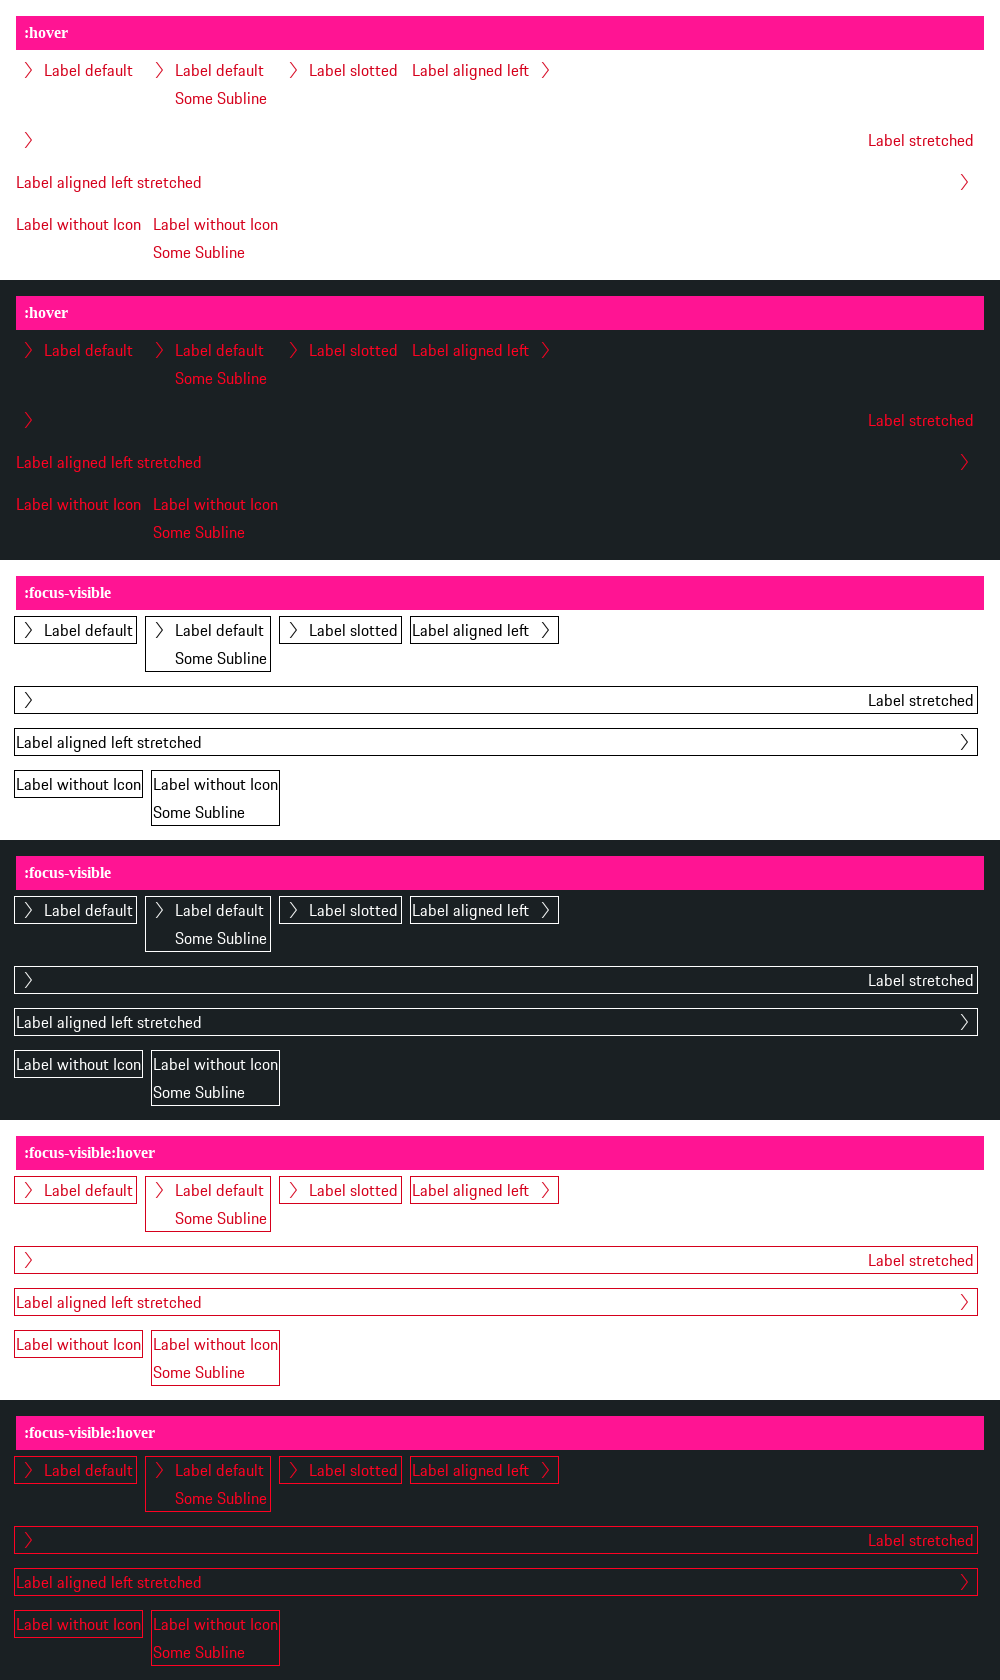 :hover
Label default Label default Label slotted Label aligned left
Some Subline
Label stretched
Label aligned left stretched
Label without Icon Label without Icon
Some Subline
:hover
Label default Label default Label slotted Label aligned left
Some Subline
Label stretched
Label aligned left stretched
Label without Icon Label without Icon
Some Subline
:focus-visible
Label default Label default Label slotted Label aligned left
Some Subline
Label stretched
Label aligned left stretched
Label without Icon Label without Icon
Some Subline
:focus-visible
Label default Label default Label slotted Label aligned left
Some Subline
Label stretched
Label aligned left stretched
Label without Icon Label without Icon
Some Subline
:focus-visible:hover
Label default Label default Label slotted Label aligned left
Some Subline
Label stretched
Label aligned left stretched
Label without Icon Label without Icon
Some Subline
:focus-visible:hover
Label default Label default Label slotted Label aligned left
Some Subline
Label stretched
Label aligned left stretched
Label without Icon Label without Icon
Some Subline